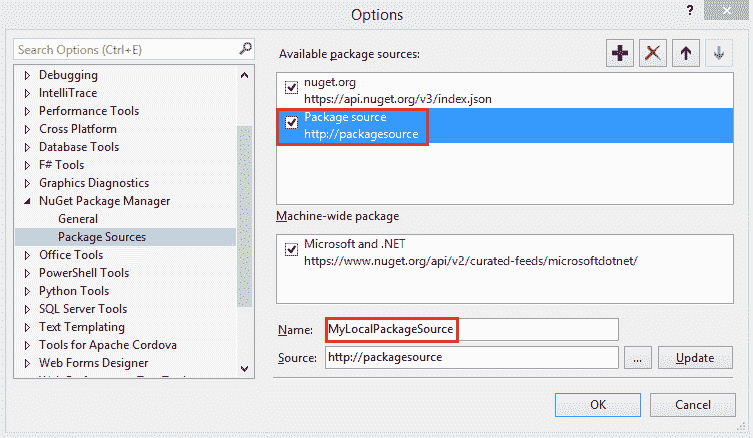 Options
?
Search Options (Ctrl+E)
Debugging
IntelliTrace
Performance Tools
Cross Platform
Database Tools
F# Tools
Graphics Diagnostics
NuGet Package Manager
General
Package Sources
Office Tools
PowerShell Tools
Python Tools
SQL Server Tools
Text Templating
Tools for Apache Cordova
Web Forms Designer
Available package sources:
nuget.org
https://api.nuget.org/v3/index.json
Package source
http://packagesource
Machine-wide package
Microsoft and .NET
https://www.nuget.org/api/v2/curated-feeds/microsoftdotnet/
Name: MyLocalPackageSource
Source: http://packagesource ... Update
OK Cancel